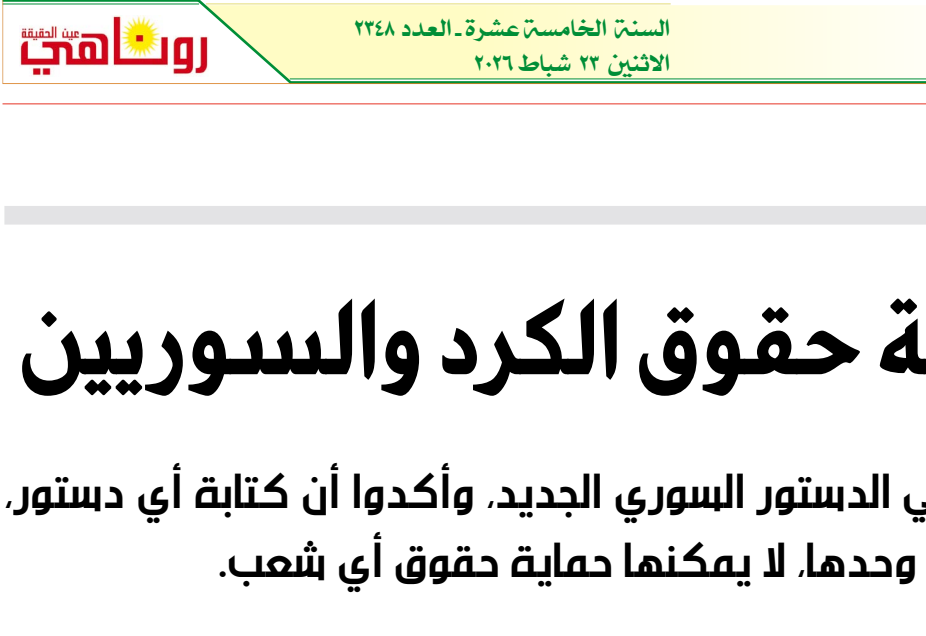 السنة الخامسة عشرة ـ العدد ٢٣٤٨
الاثنين ٢٣ شباط ٢٠٢٦
عين الحقيقة
روناهي
حقوق الكرد والسوريين
الدستور السوري الجديد، وأكدوا أن كتابة أي دستور،
وحدها، لا يمكنها حماية حقوق أي شعب.